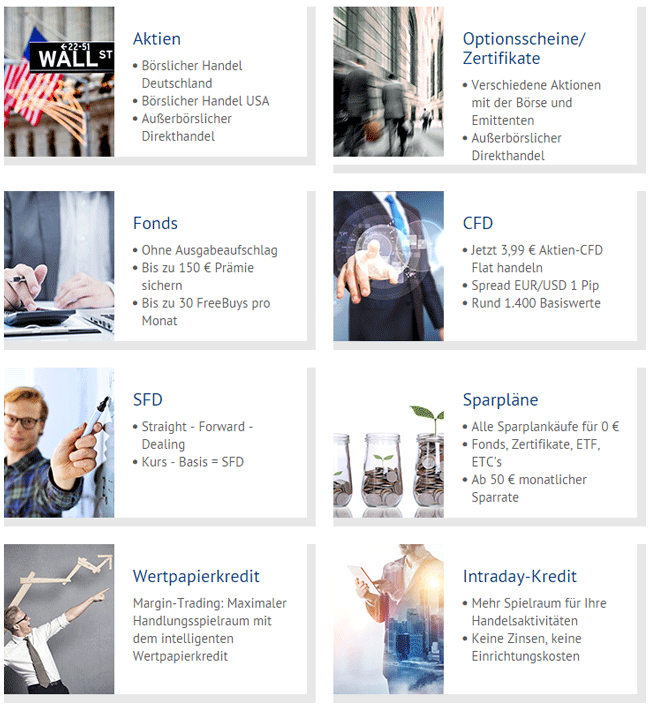 ← 22-51
WALL ST
Aktien
• Börslicher Handel
Deutschland
• Börslicher Handel USA
• Außerbörslicher
Direkthandel
Optionsscheine/
Zertifikate
• Verschiedene Aktionen
mit der Börse und
Emittenten
• Außerbörslicher
Direkthandel
Fonds
• Ohne Ausgabeaufschlag
• Bis zu 150 € Prämie
sichern
• Bis zu 30 FreeBuys pro
Monat
CFD
• Jetzt 3,99 € Aktien-CFD
Flat handeln
• Spread EUR/USD 1 Pip
• Rund 1.400 Basiswerte
SFD
• Straight - Forward -
Dealing
• Kurs - Basis = SFD
Sparpläne
• Alle Sparplankäufe für 0 €
• Fonds, Zertifikate, ETF,
ETC's
• Ab 50 € monatlicher
Sparrate
Wertpapierkredit
Margin-Trading: Maximaler
Handlungsspielraum mit
dem intelligenten
Wertpapierkredit
Intraday-Kredit
• Mehr Spielraum für Ihre
Handelsaktivitäten
• Keine Zinsen, keine
Einrichtungskosten